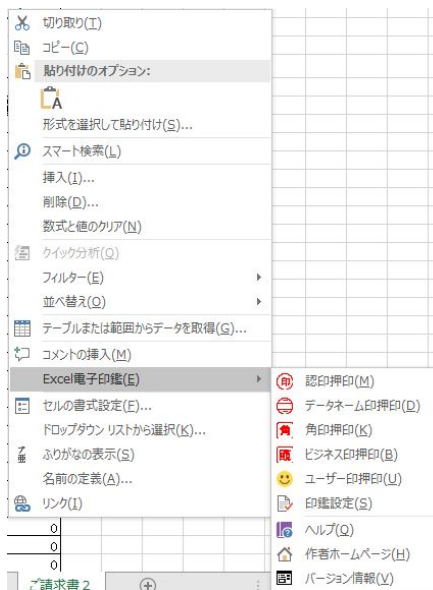 切り取り(T)
コピー(C)
貼り付けのオプション:
A
形式を選択して貼り付け(S)...
スマート検索(L)
挿入(I)...
削除(D)...
数式と値のクリア(N)
クイック分析(Q)
フィルター(E)
並べ替え(O)
テーブルまたは範囲からデータを取得(G)...
コメントの挿入(M)
Excel電子印鑑(E)
セルの書式設定(F)...
ドロップダウン リストから選択(K)...
ふりがなの表示(S)
名前の定義(A)...
リンク(I)
印 認印押印(M)
データネーム印押印(D)
角 角印押印(K)
ビジネス印押印(B)
ユーザー印押印(U)
印鑑設定(S)
ヘルプ(Q)
作者ホームページ(H)
バージョン情報(V)
0
0
0
ご請求書2